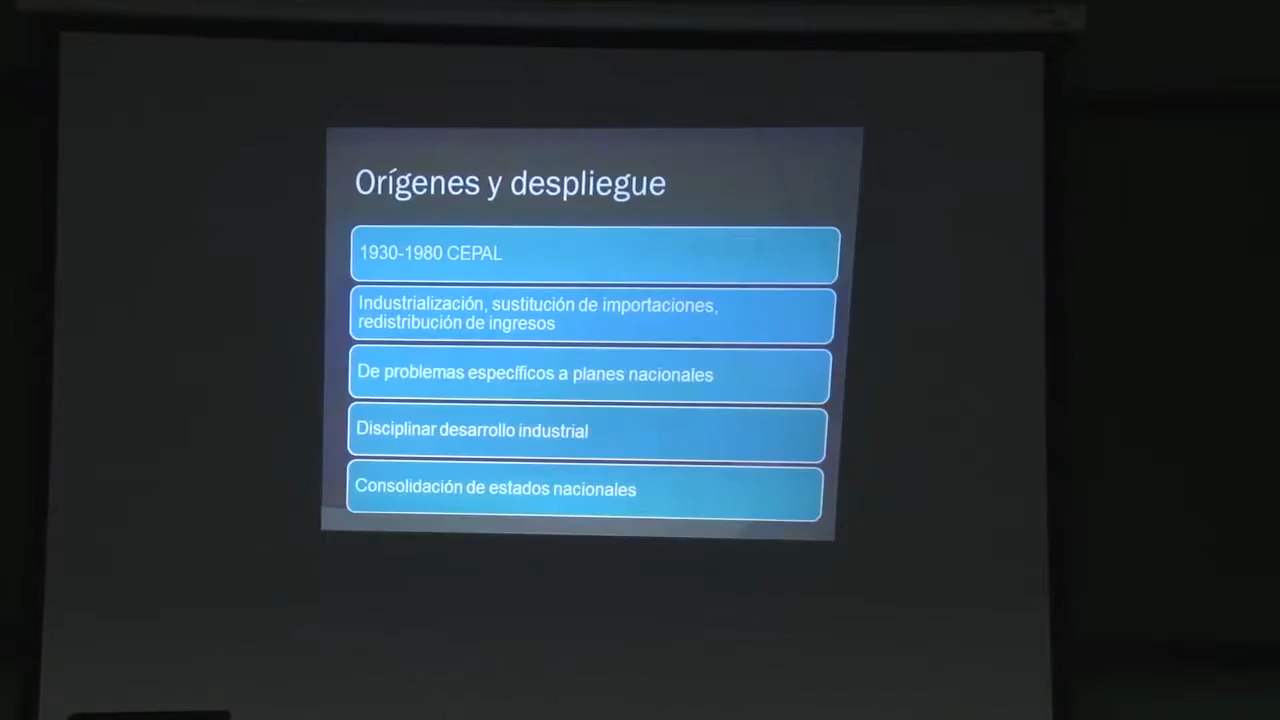 Orígenes y despliegue
1930-1980 CEPAL
Industrialización, sustitución de importaciones,
redistribución de ingresos
De problemas específicos a planes nacionales
Disciplinar desarrollo industrial
Consolidación de estados nacionales